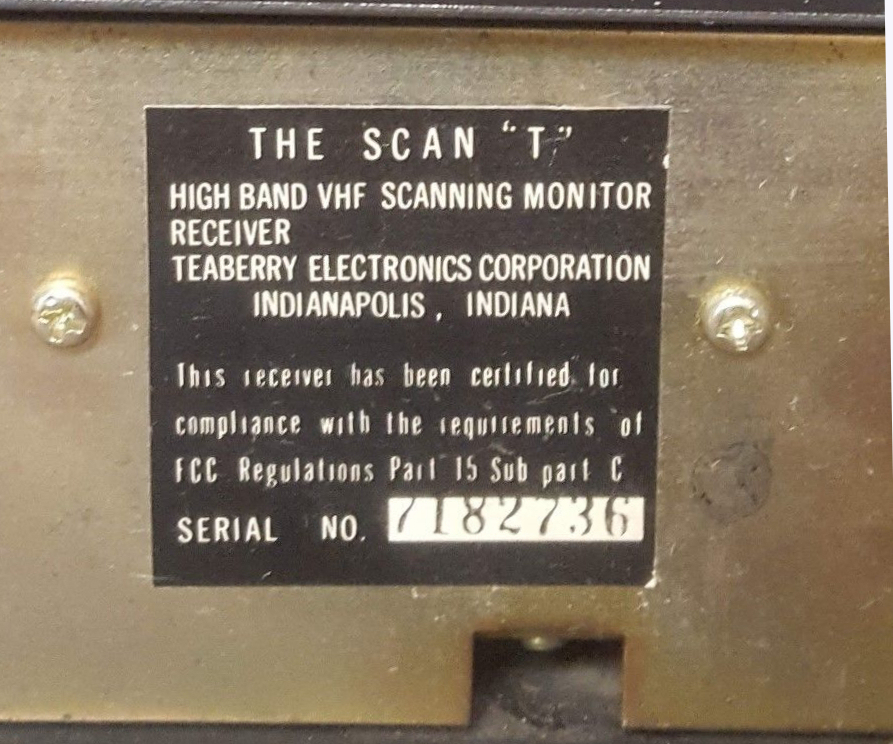 THE SCAN "T"
HIGH BAND VHF SCANNING MONITOR
RECEIVER
TEABERRY ELECTRONICS CORPORATION
INDIANAPOLIS, INDIANA
This receiver has been certified for
compliance with the requirements of
FCC Regulations Part 15 Sub part C
SERIAL NO. 7182736